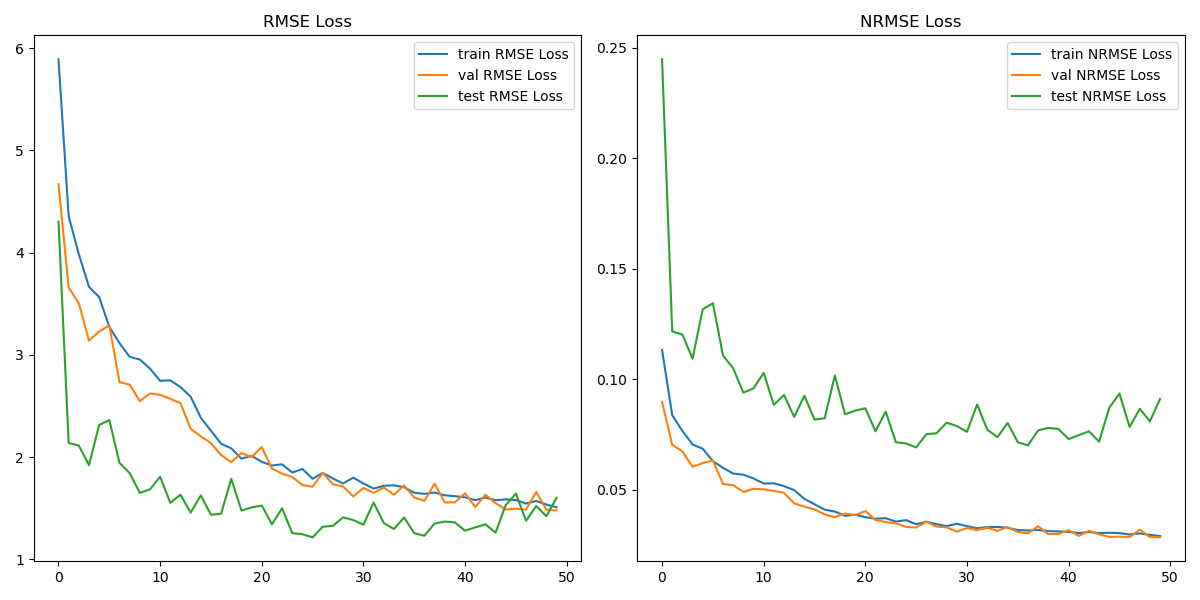 RMSE Loss
6
5
4
3
2
1
0
10
20
30
40
50
train RMSE Loss
val RMSE Loss
test RMSE Loss
NRMSE Loss
0.25
0.20
0.15
0.10
0.05
0
10
20
30
40
50
train NRMSE Loss
val NRMSE Loss
test NRMSE Loss